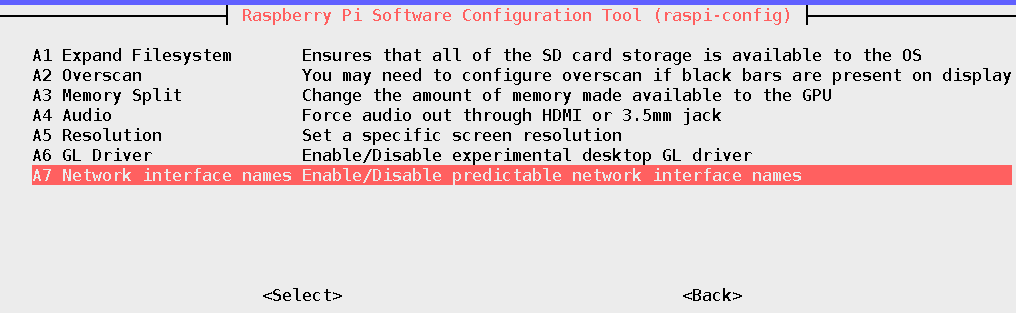 Raspberry Pi Software Configuration Tool (raspi-config)
A1 Expand Filesystem Ensures that all of the SD card storage is available to the OS
A2 Overscan You may need to configure overscan if black bars are present on display
A3 Memory Split Change the amount of memory made available to the GPU
A4 Audio Force audio out through HDMI or 3.5mm jack
A5 Resolution Set a specific screen resolution
A6 GL Driver Enable/Disable experimental desktop GL driver
A7 Network interface names Enable/Disable predictable network interface names
<Select> <Back>